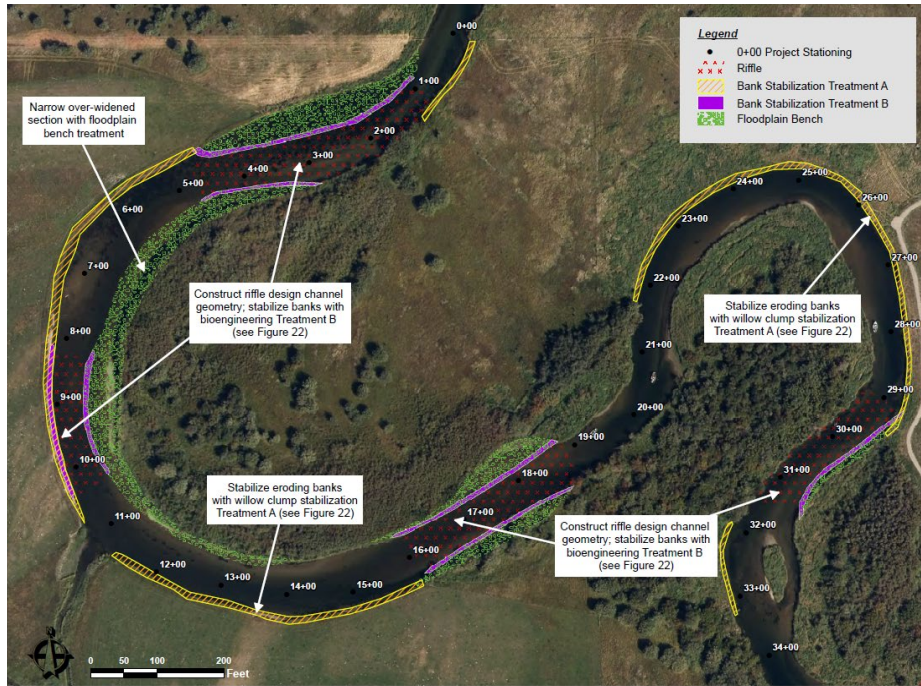 0+00
1+00
2+00
3+00
4+00
5+00
6+00
7+00
8+00
9+00
10+00
11+00
12+00
13+00
14+00
15+00
16+00
17+00
18+00
19+00
20+00
21+00
22+00
23+00
24+00
25+00
26+00
27+00
28+00
29+00
30+00
31+00
32+00
33+00
34+00
Legend
0+00 Project Stationing
Riffle
Bank Stabilization Treatment A
Bank Stabilization Treatment B
Floodplain Bench
Narrow over-widened
section with floodplain
bench treatment
Construct riffle design channel
geometry; stabilize banks with
bioengineering Treatment B
(see Figure 22)
Stabilize eroding banks
with willow clump stabilization
Treatment A (see Figure 22)
Stabilize eroding banks
with willow clump stabilization
Treatment A (see Figure 22)
Construct riffle design channel
geometry; stabilize banks with
bioengineering Treatment B
(see Figure 22)
0 50 100 200
Feet